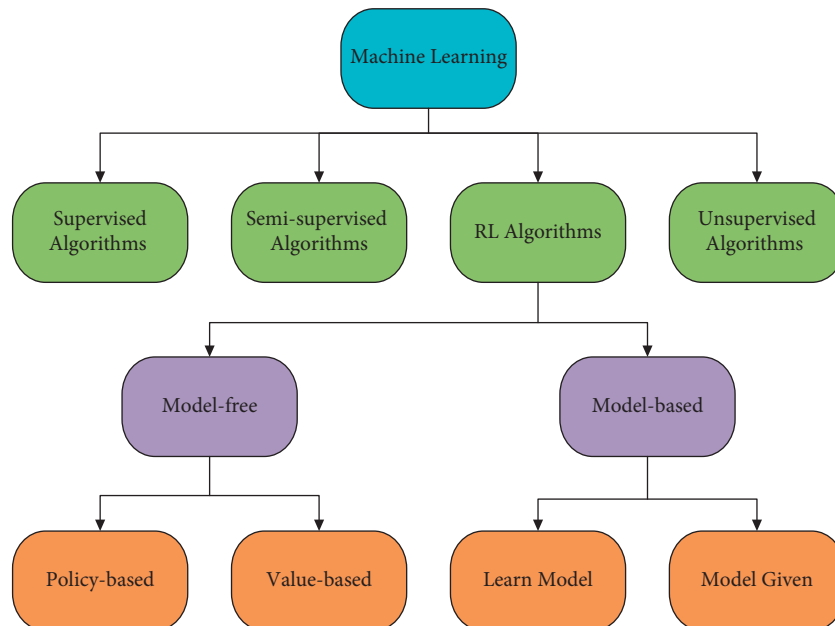 Machine Learning
Supervised
Algorithms
Semi-supervised
Algorithms
RL Algorithms
Unsupervised
Algorithms
Model-free
Model-based
Policy-based
Value-based
Learn Model
Model Given